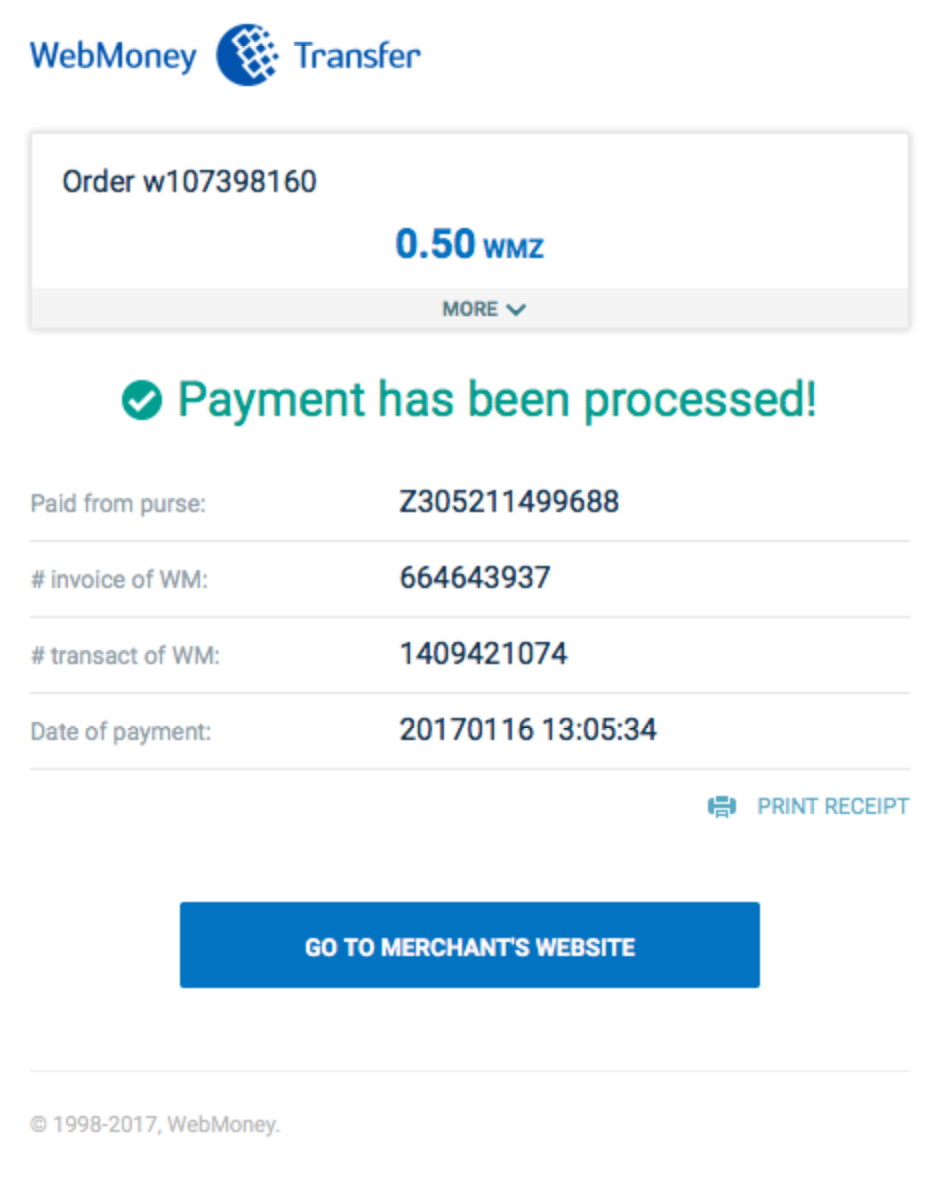 WebMoney Transfer
Order w107398160
0.50 WMZ
MORE
Payment has been processed!
Paid from purse: Z305211499688
# invoice of WM: 664643937
# transact of WM: 1409421074
Date of payment: 20170116 13:05:34
PRINT RECEIPT
GO TO MERCHANT'S WEBSITE
© 1998-2017, WebMoney.